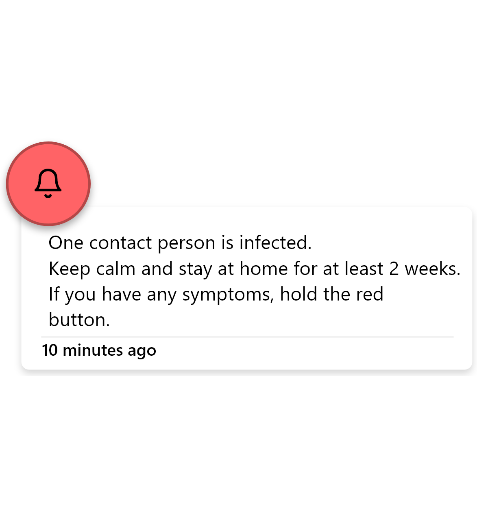 One contact person is infected.
Keep calm and stay at home for at least 2 weeks.
If you have any symptoms, hold the red
button.
10 minutes ago